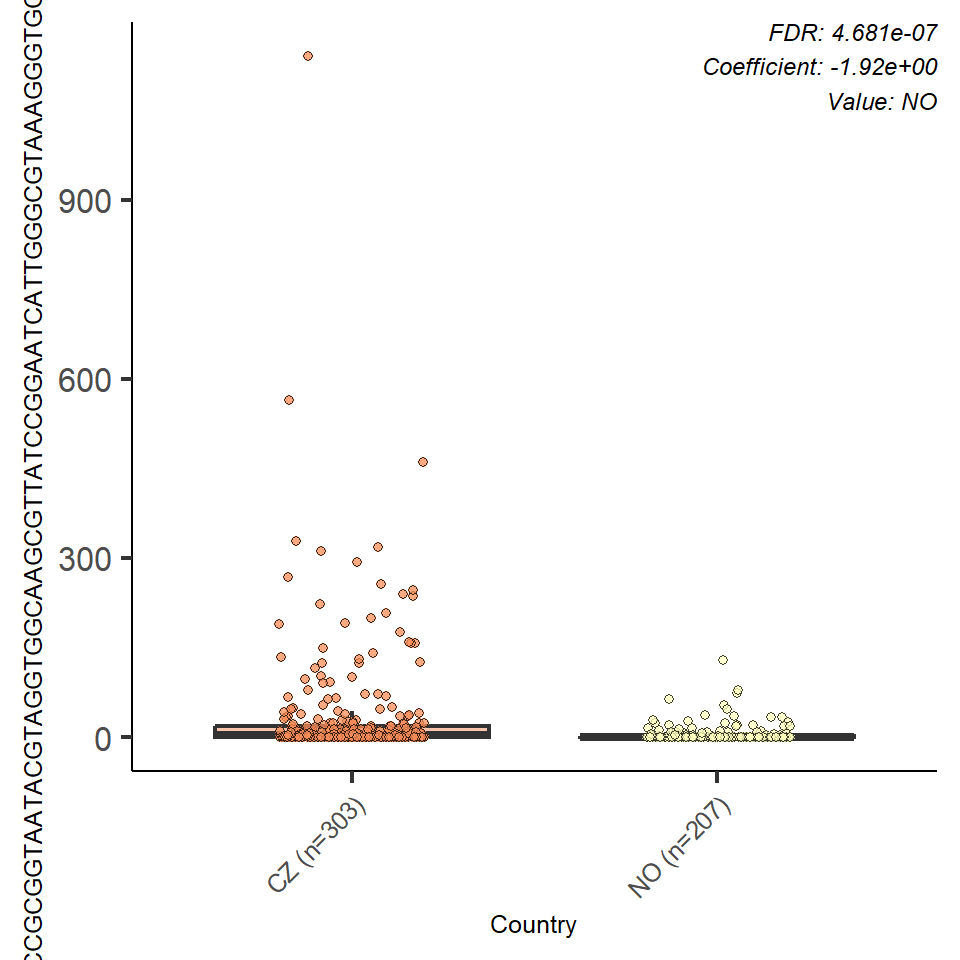 FDR: 4.681e-07
Coefficient: -1.92e+00
Value: NO
CCGCGGTAATACGTAGGTGGCAAGCGTTATCCGGAATCATTGGGCGTAAAGGGTGC
900
600
300
0
CZ (n=303)
NO (n=207)
Country